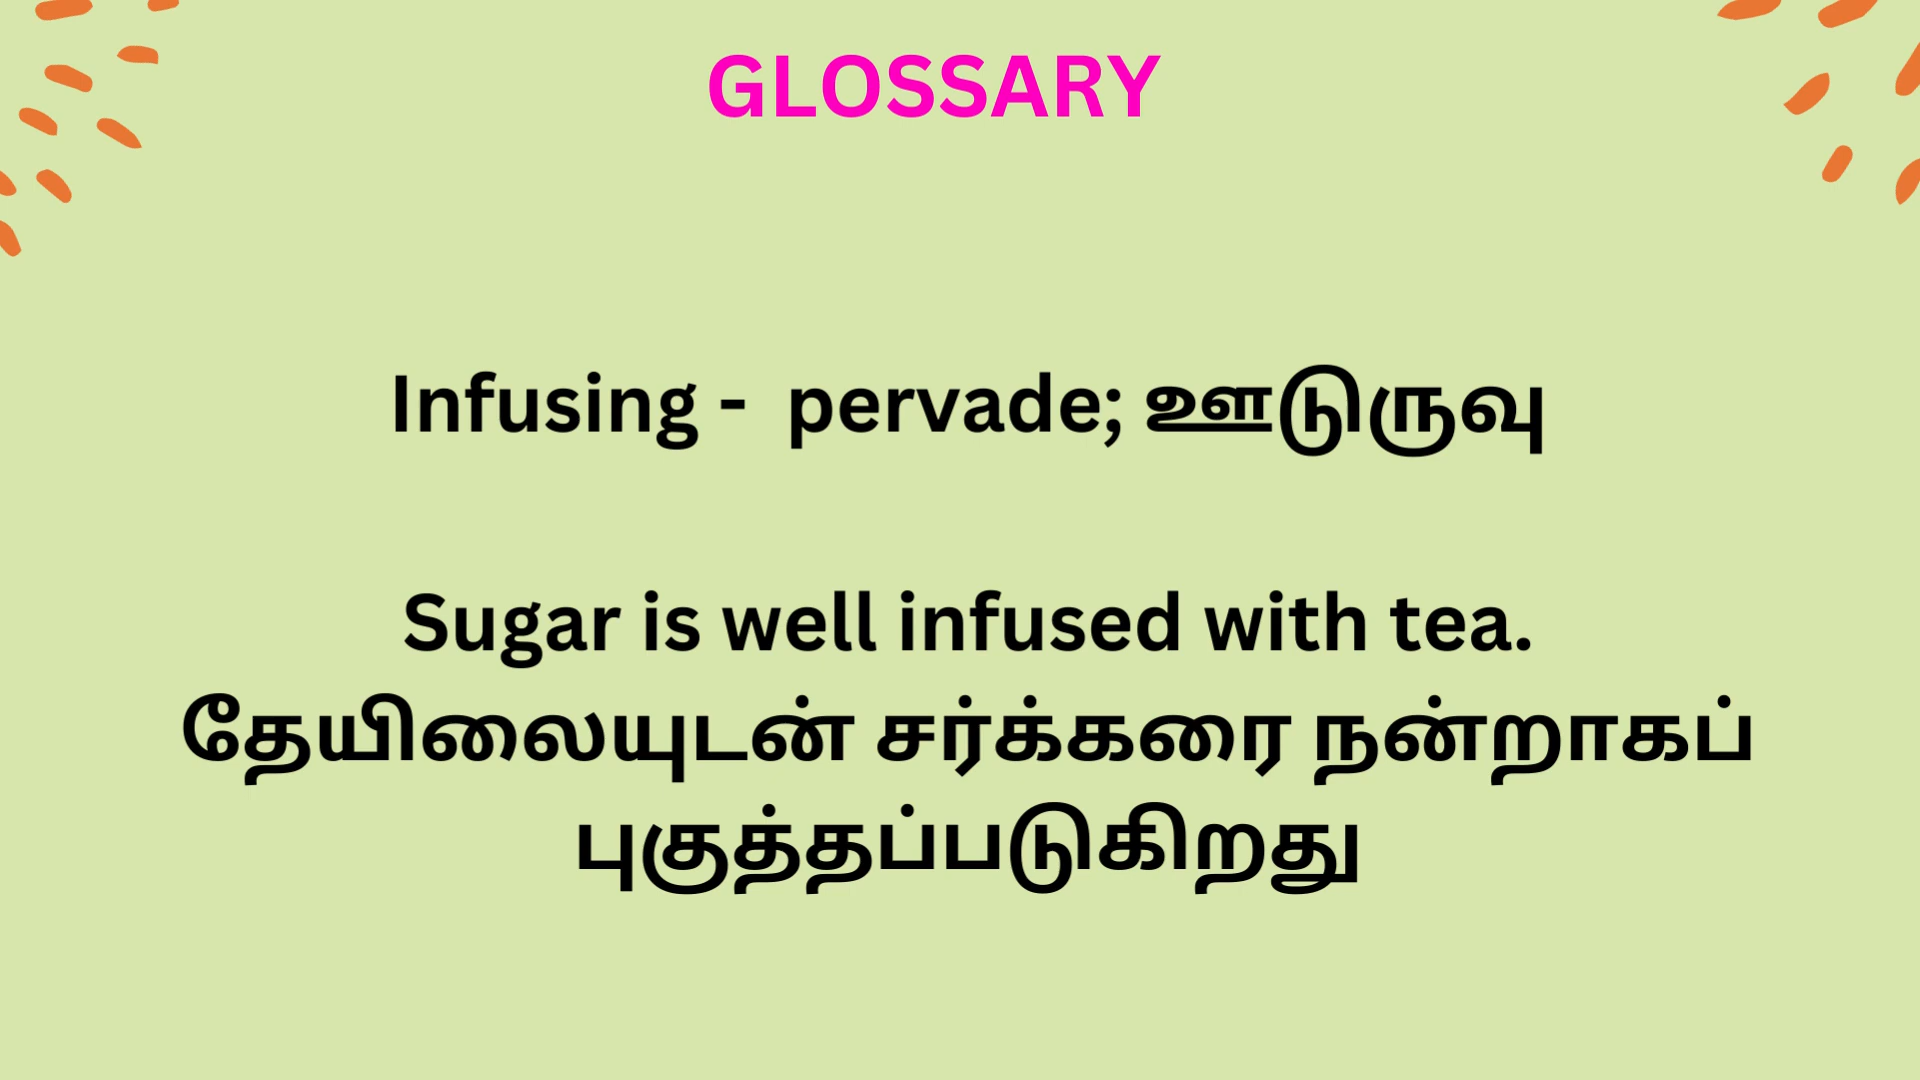 GLOSSARY
Infusing - pervade; ஊடுருவு
Sugar is well infused with tea.
தேயிலையுடன் சர்க்கரை நன்றாகப்
புகுத்தப்படுகிறது